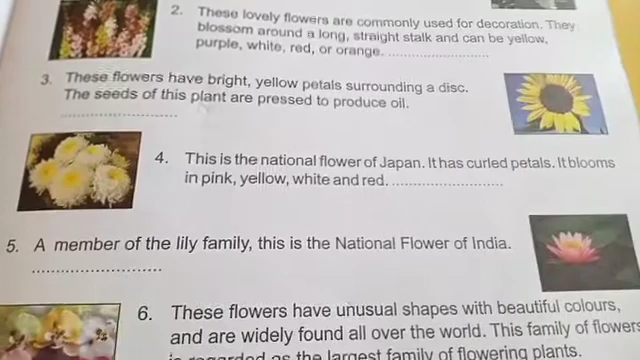 2. These lovely flowers are commonly used for decoration. They
blossom around a long, straight stalk and can be yellow,
purple, white, red, or orange. ....................
3. These flowers have bright, yellow petals surrounding a disc.
The seeds of this plant are pressed to produce oil.
....................
4. This is the national flower of Japan. It has curled petals. It blooms
in pink, yellow, white and red. ....................
5. A member of the lily family, this is the National Flower of India.
....................
6. These flowers have unusual shapes with beautiful colours,
and are widely found all over the world. This family of flowers
is regarded as the largest family of flowering plants.